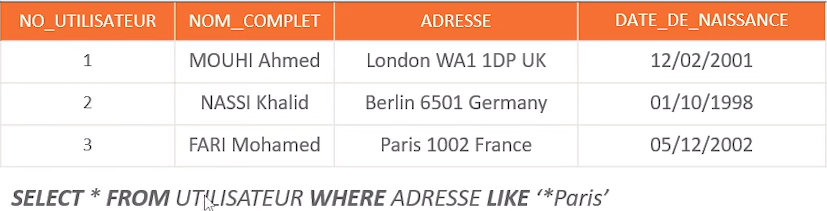 NO_UTILISATEUR NOM_COMPLET ADRESSE DATE_DE_NAISSANCE
1 MOUHI Ahmed London WA1 1DP UK 12/02/2001
2 NASSI Khalid Berlin 6501 Germany 01/10/1998
3 FARI Mohamed Paris 1002 France 05/12/2002
SELECT * FROM UTILISATEUR WHERE ADRESSE LIKE ‘*Paris’